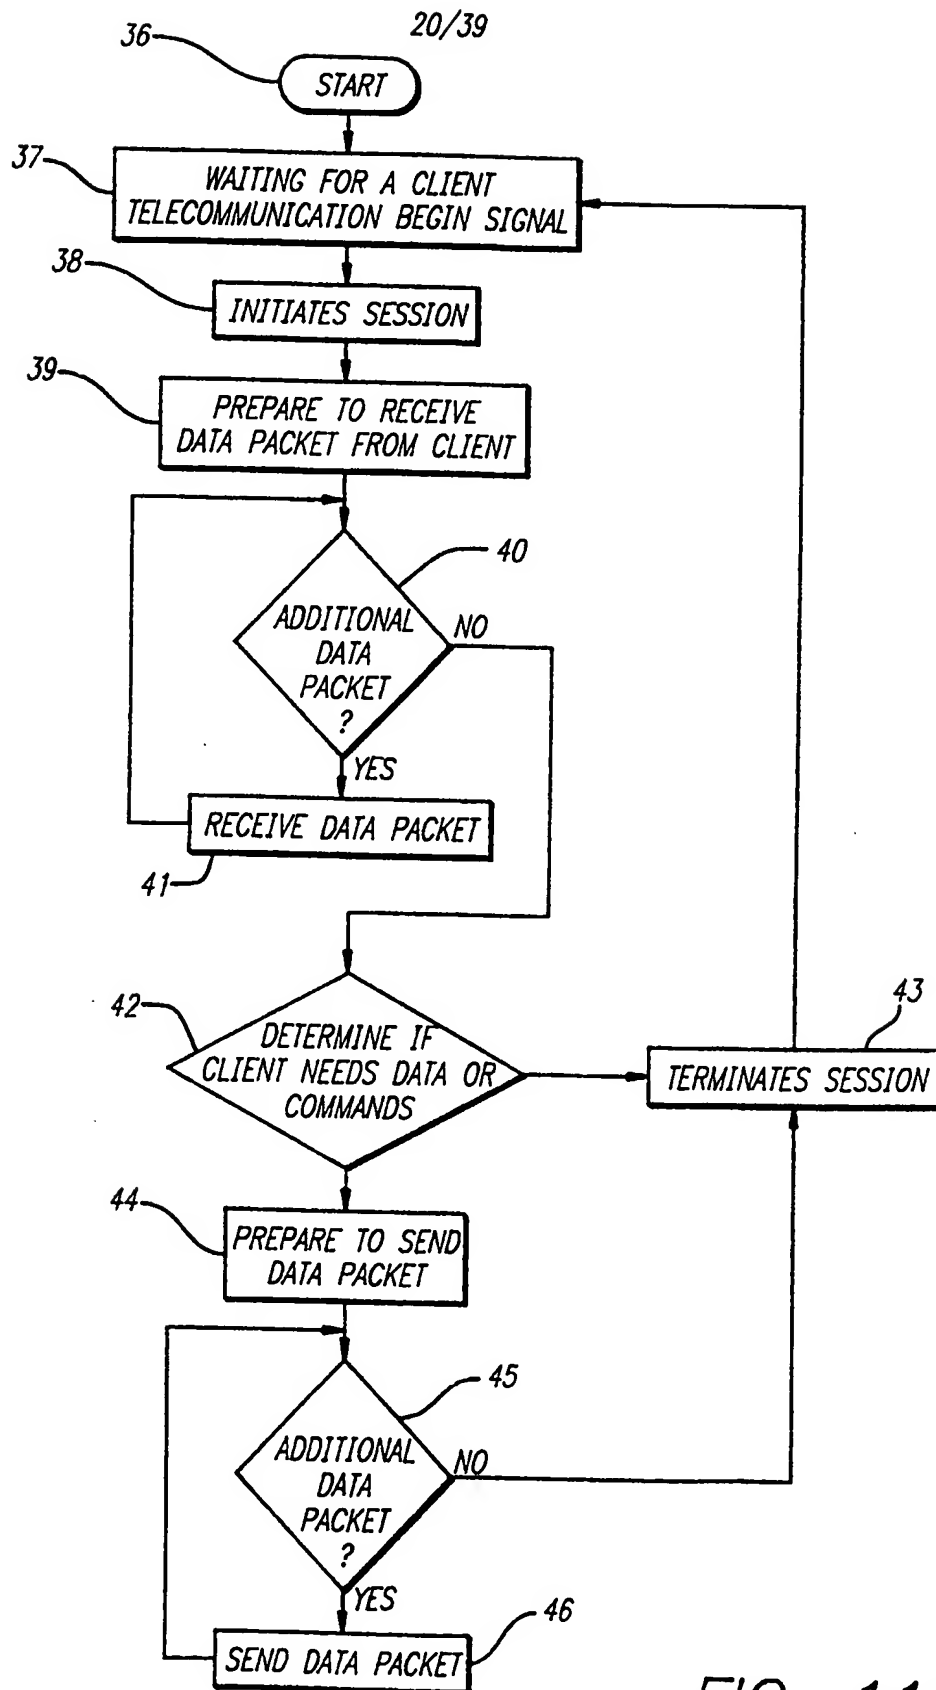 20/39
36
START
37
WAITING FOR A CLIENT
TELECOMMUNICATION BEGIN SIGNAL
38
INITIATES SESSION
39
PREPARE TO RECEIVE
DATA PACKET FROM CLIENT
40
ADDITIONAL
DATA
PACKET
?
NO
YES
RECEIVE DATA PACKET
41
42
DETERMINE IF
CLIENT NEEDS DATA OR
COMMANDS
43
TERMINATES SESSION
44
PREPARE TO SEND
DATA PACKET
45
ADDITIONAL
DATA
PACKET
?
NO
YES
46
SEND DATA PACKET